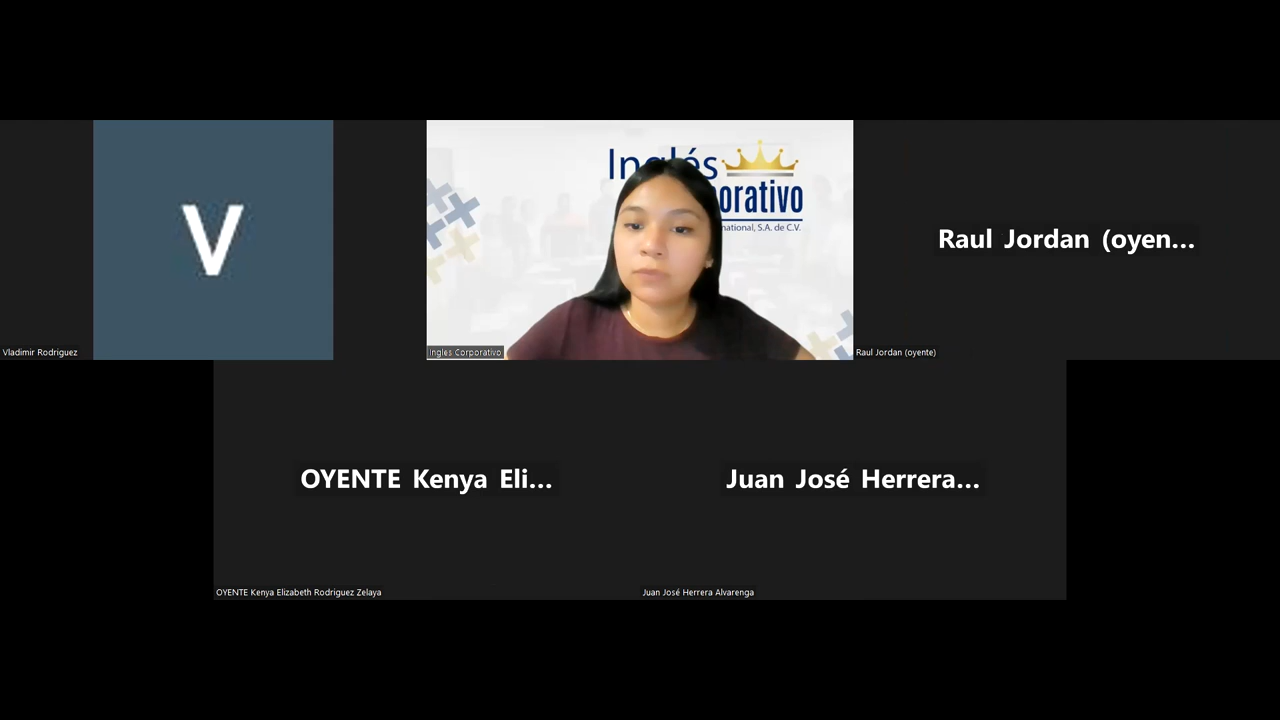 V
Inglés
orativo
national, S.A. de C.V.
Raul Jordan (oyen...
Vladimir Rodriguez
Inglés Corporativo
Raul Jordan (oyente)
OYENTE Kenya Eli...
Juan José Herrera...
OYENTE Kenya Elizabeth Rodriguez Zelaya
Juan José Herrera Alvarenga